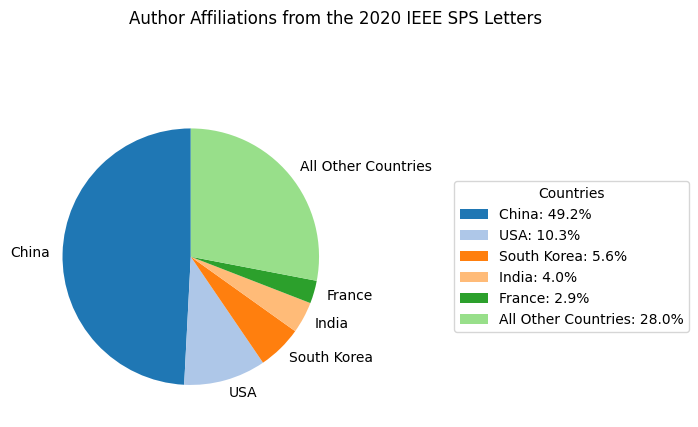 Author Affiliations from the 2020 IEEE SPS Letters
All Other Countries
China
France
India
South Korea
USA
Countries
China: 49.2%
USA: 10.3%
South Korea: 5.6%
India: 4.0%
France: 2.9%
All Other Countries: 28.0%